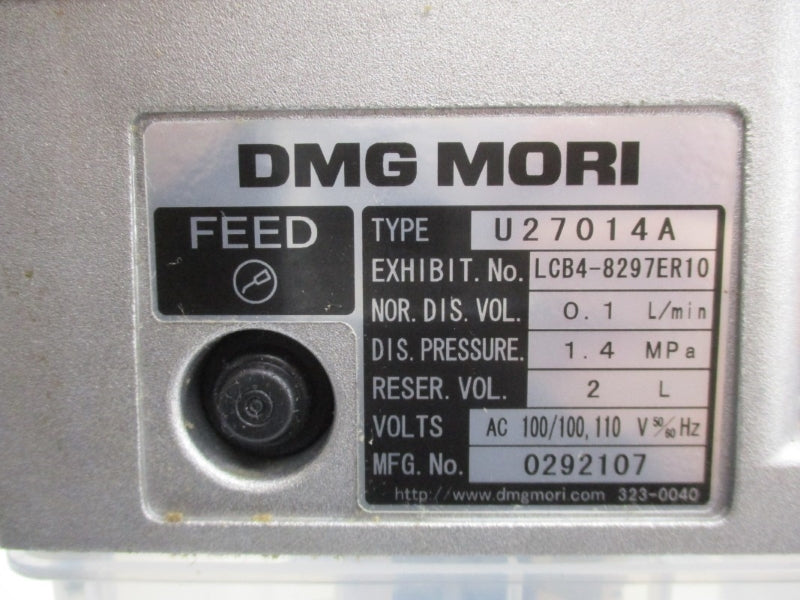 DMG MORI
FEED
TYPE U27014A
EXHIBIT. No. LCB4-8297ER10
NOR. DIS. VOL. 0.1 L/min
DIS. PRESSURE. 1.4 MPa
RESER. VOL. 2 L
VOLTS AC 100/100,110 V 50/60 Hz
MFG. No. 0292107
http://www.dmgmori.com 323-0040